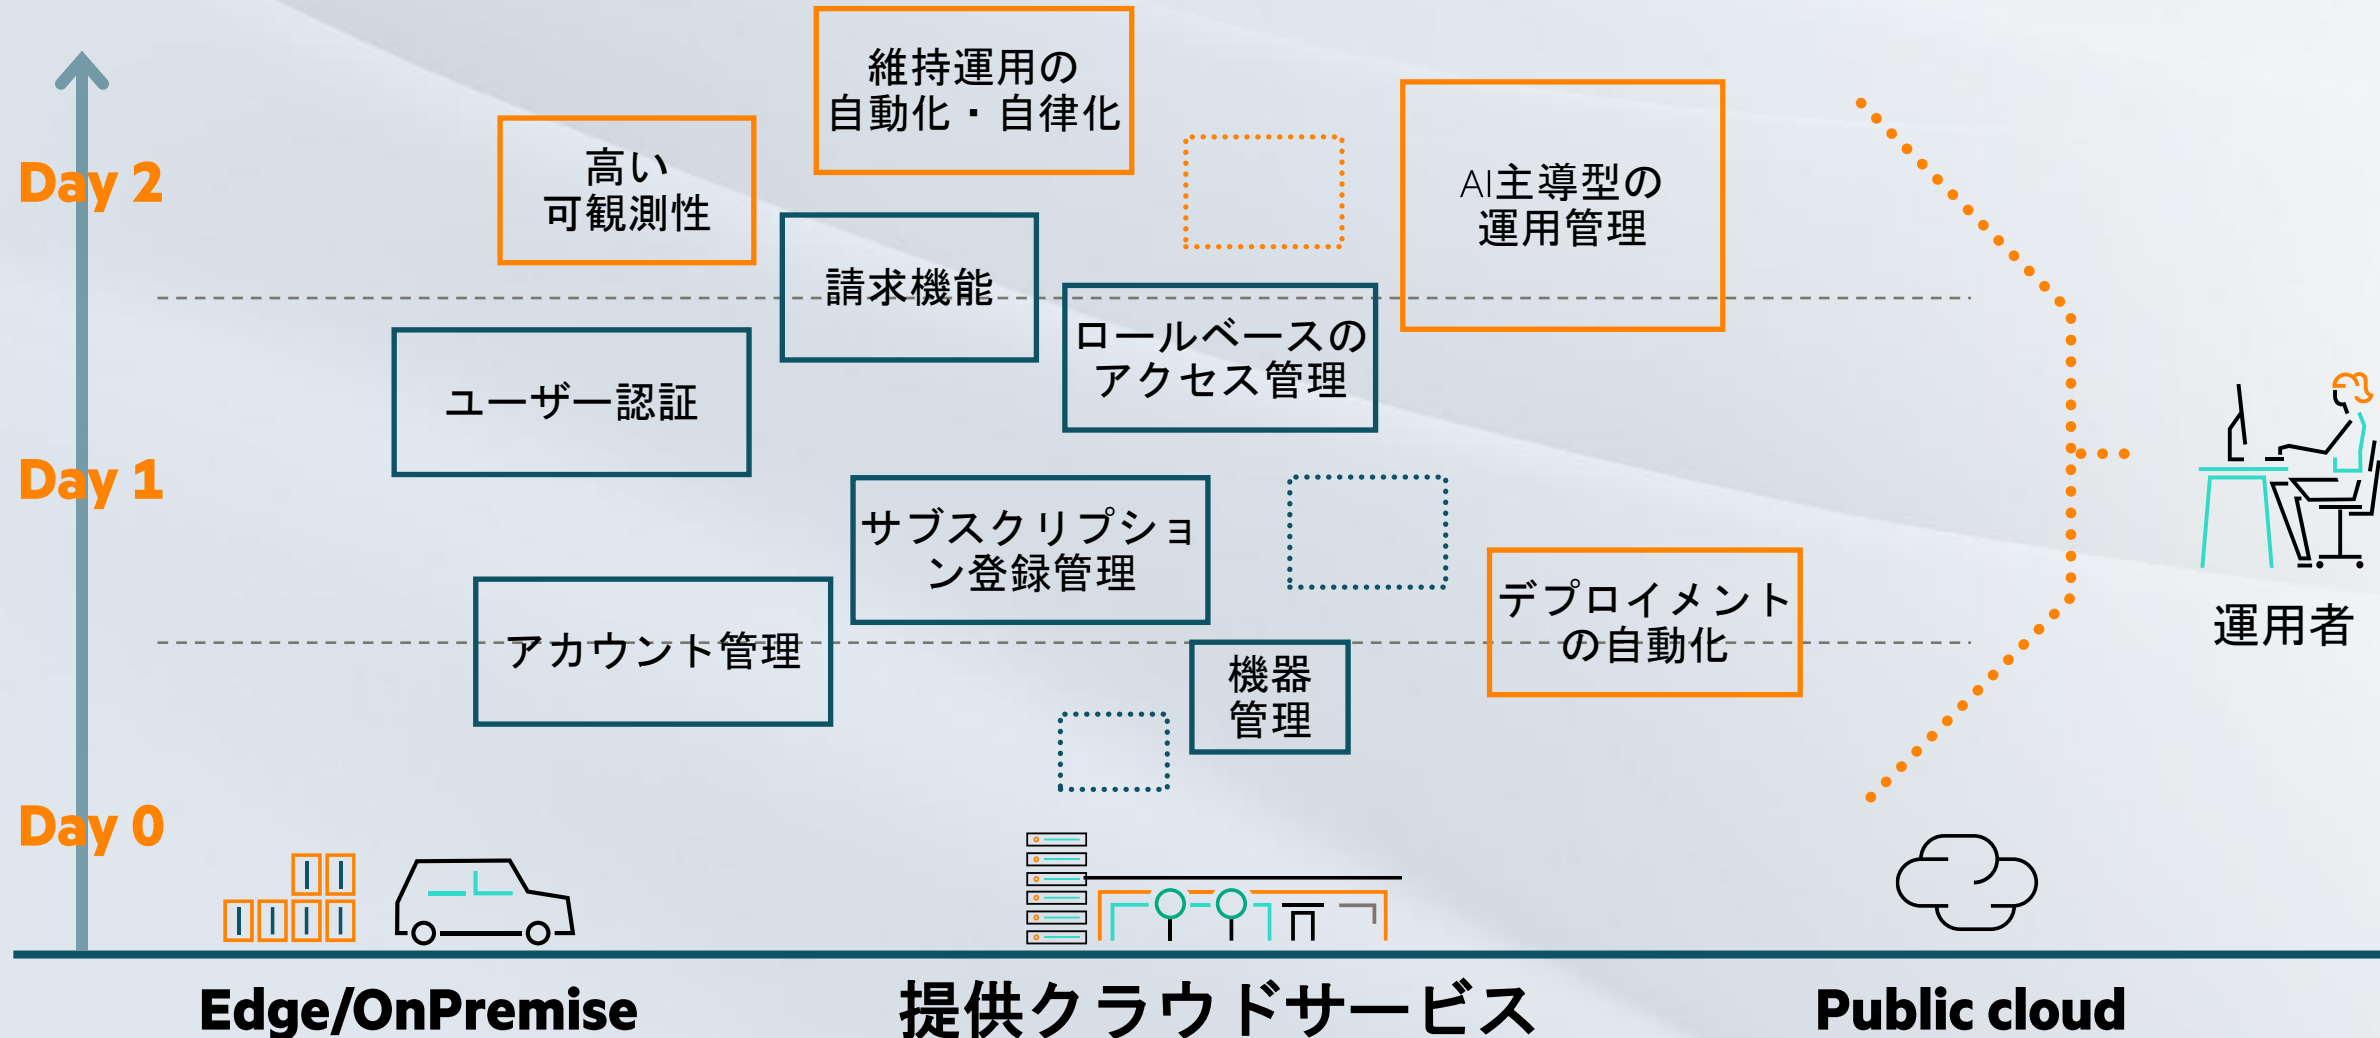 維持運用の
自動化・自律化
高い
可観測性
AI主導型の
運用管理
Day 2
請求機能
ロールベースの
アクセス管理
ユーザー認証
Day 1
サブスクリプショ
ン登録管理
デプロイメント
の自動化
運用者
アカウント管理
機器
管理
Day 0
Edge/OnPremise
提供クラウドサービス
Public cloud